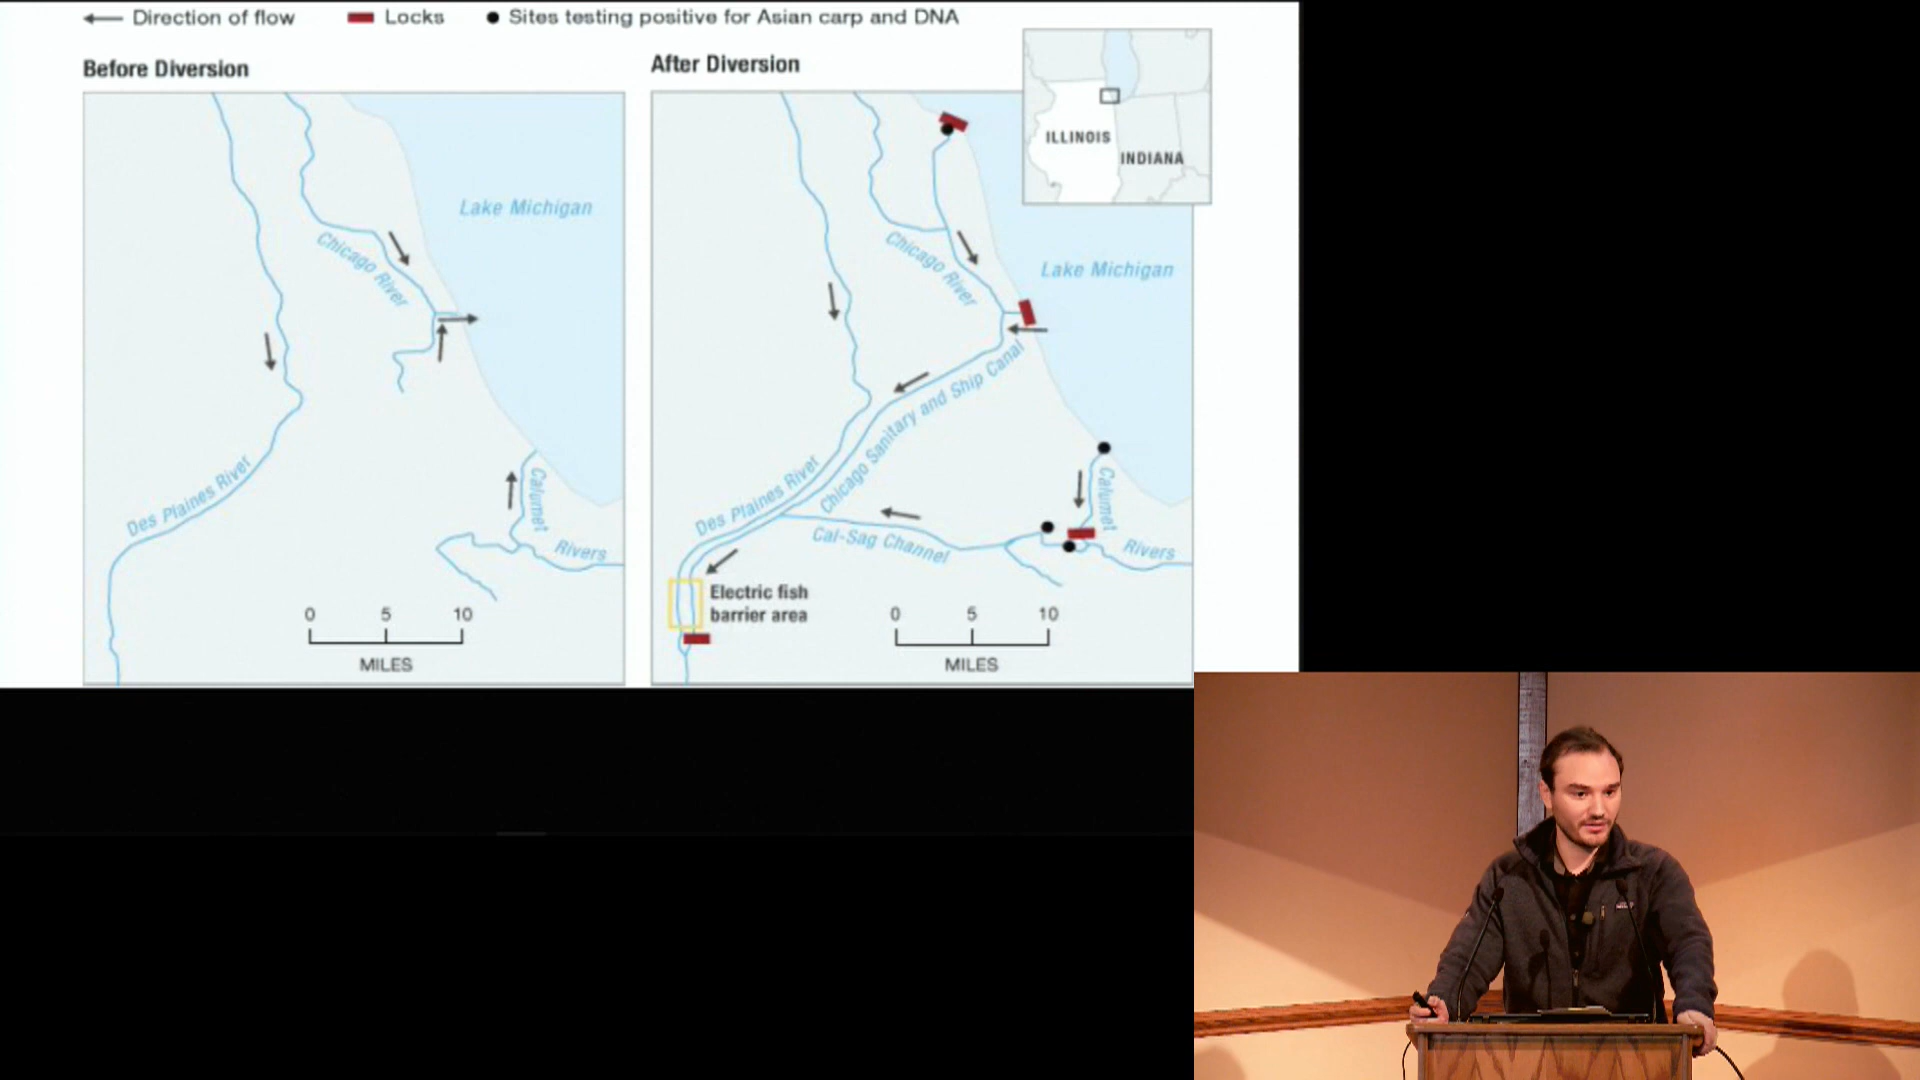 Direction of flow
Locks
Sites testing positive for Asian carp and DNA
Before Diversion
Lake Michigan
Chicago River
Des Plaines River
Calumet
Rivers
0 5 10
MILES
After Diversion
ILLINOIS
INDIANA
Lake Michigan
Chicago River
Chicago Sanitary and Ship Canal
Des Plaines River
Cal-Sag Channel
Calumet
Rivers
Electric fish
barrier area
0 5 10
MILES